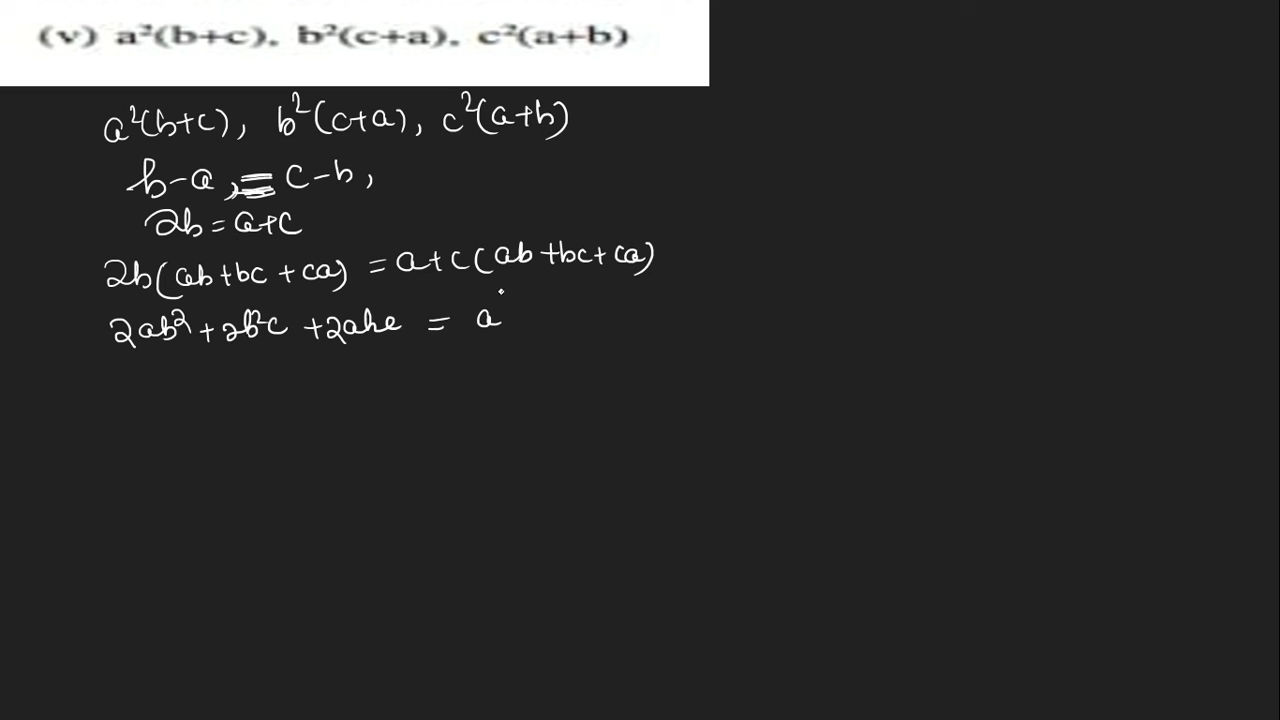 (v) a²(b+c), b²(c+a), c²(a+b)
a²(b+c), b²(c+a), c²(a+b)
b-a, = c-b,
2b = a+c
2b(ab+bc+ca) = a+c(ab+bc+ca)
2ab²+2b²c+2abc = a